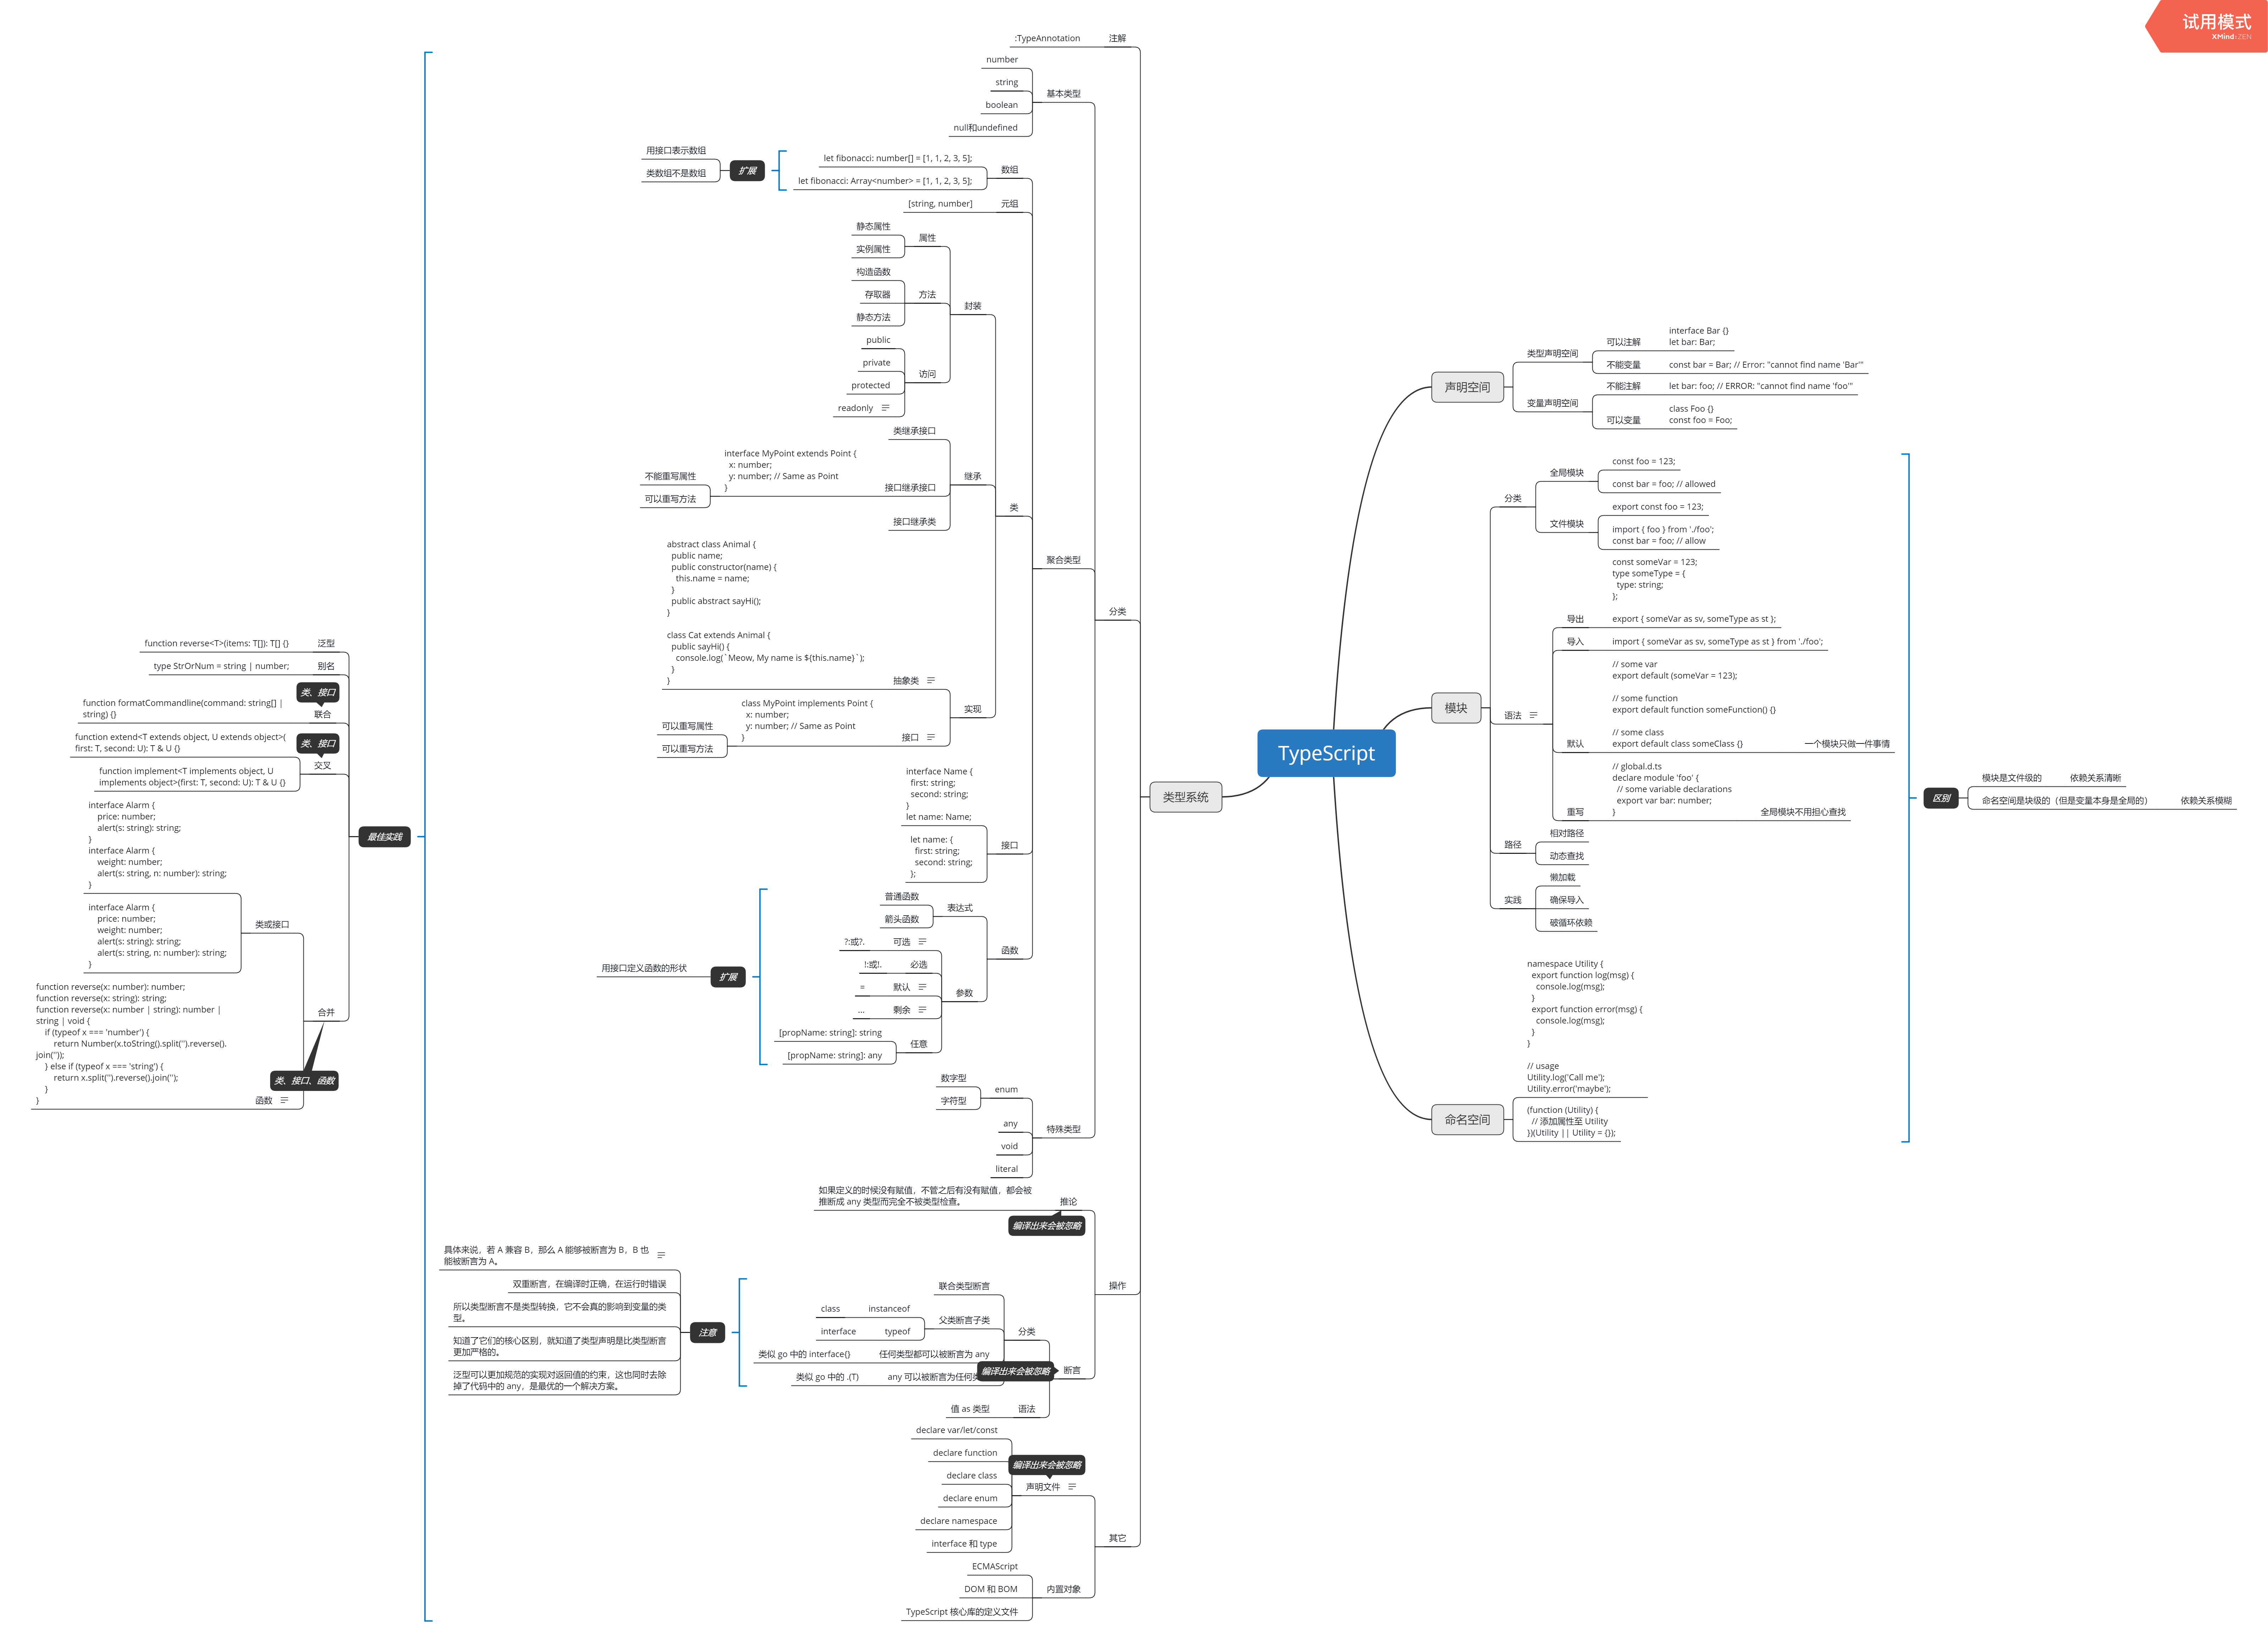 试用模式
XMind:ZEN
TypeScript
声明空间
类型声明空间
可以注解
interface Bar {}
let bar: Bar;
不能变量
const bar = Bar; // Error: "cannot find name 'Bar'"
变量声明空间
不能注解
let bar: foo; // ERROR: "cannot find name 'foo'"
可以变量
class Foo {}
const foo = Foo;
模块
分类
全局模块
const foo = 123;
const bar = foo; // allowed
文件模块
export const foo = 123;
import { foo } from './foo';
const bar = foo; // allow
语法
导出
const someVar = 123;
type someType = {
type: string;
};
export { someVar as sv, someType as st };
导入
import { someVar as sv, someType as st } from './foo';
默认
// some var
export default (someVar = 123);
// some function
export default function someFunction() {}
// some class
export default class someClass {}
一个模块只做一件事情
重写
// global.d.ts
declare module 'foo' {
// some variable declarations
export var bar: number;
}
全局模块不用担心查找
路径
相对路径
动态查找
实践
懒加载
确保导入
破循环依赖
命名空间
namespace Utility {
export function log(msg) {
console.log(msg);
}
export function error(msg) {
console.log(msg);
}
}
// usage
Utility.log('Call me');
Utility.error('maybe');
(function (Utility) {
// 添加属性至 Utility
})(Utility || Utility = {});
区别
模块是文件级的
依赖关系清晰
命名空间是块级的（但是变量本身是全局的）
依赖关系模糊
类型系统
注解
:TypeAnnotation
分类
基本类型
number
string
boolean
null和undefined
聚合类型
数组
let fibonacci: number[] = [1, 1, 2, 3, 5];
let fibonacci: Array<number> = [1, 1, 2, 3, 5];
扩展
用接口表示数组
类数组不是数组
元组
[string, number]
类
封装
属性
静态属性
实例属性
方法
构造函数
存取器
静态方法
访问
public
private
protected
readonly
继承
类继承接口
接口继承接口
interface MyPoint extends Point {
x: number;
y: number; // Same as Point
}
不能重写属性
可以重写方法
接口继承类
实现
抽象类
abstract class Animal {
public name;
public constructor(name) {
this.name = name;
}
public abstract sayHi();
}
class Cat extends Animal {
public sayHi() {
console.log(`Meow, My name is ${this.name}`);
}
}
接口
class MyPoint implements Point {
x: number;
y: number; // Same as Point
}
可以重写属性
可以重写方法
接口
interface Name {
first: string;
second: string;
}
let name: Name;
let name: {
first: string;
second: string;
};
函数
表达式
普通函数
箭头函数
参数
可选
?:或?.
必选
!:或!.
默认
=
剩余
...
任意
[propName: string]: string
[propName: string]: any
扩展
用接口定义函数的形状
特殊类型
enum
数字型
字符型
any
void
literal
操作
推论
如果定义的时候没有赋值，不管之后有没有赋值，都会被
推断成 any 类型而完全不被类型检查。
编译出来会被忽略
断言
编译出来会被忽略
分类
联合类型断言
父类断言子类
instanceof
class
typeof
interface
任何类型都可以被断言为 any
类似 go 中的 interface{}
any 可以被断言为任何
类似 go 中的 .(T)
语法
值 as 类型
注意
具体来说，若 A 兼容 B，那么 A 能够被断言为 B，B 也
能被断言为 A。
双重断言，在编译时正确，在运行时错误
所以类型断言不是类型转换，它不会真的影响到变量的类
型。
知道了它们的核心区别，就知道了类型声明是比类型断言
更加严格的。
泛型可以更加规范的实现对返回值的约束，这也同时去除
掉了代码中的 any，是最优的一个解决方案。
其它
声明文件
编译出来会被忽略
declare var/let/const
declare function
declare class
declare enum
declare namespace
interface 和 type
内置对象
ECMAScript
DOM 和 BOM
TypeScript 核心库的定义文件
最佳实践
泛型
function reverse<T>(items: T[]): T[] {}
别名
type StrOrNum = string | number;
联合
类、接口
function formatCommandline(command: string[] |
string) {}
交叉
类、接口
function extend<T extends object, U extends object>(
first: T, second: U): T & U {}
function implement<T implements object, U
implements object>(first: T, second: U): T & U {}
合并
类、接口、函数
类或接口
interface Alarm {
price: number;
alert(s: string): string;
}
interface Alarm {
weight: number;
alert(s: string, n: number): string;
}
interface Alarm {
price: number;
weight: number;
alert(s: string): string;
alert(s: string, n: number): string;
}
函数
function reverse(x: number): number;
function reverse(x: string): string;
function reverse(x: number | string): number |
string | void {
if (typeof x === 'number') {
return Number(x.toString().split('').reverse().
join(''));
} else if (typeof x === 'string') {
return x.split('').reverse().join('');
}
}